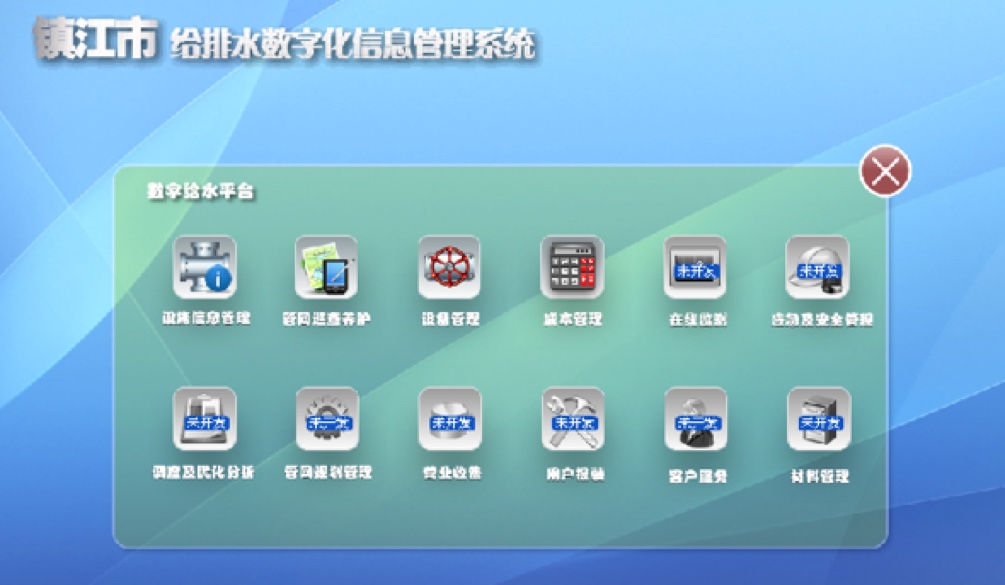 镇江市 给排水数字化信息管理系统
数字给水平台
未开发 未开发
设施信息管理 管网巡查养护 设备管理 成本管理 在线监测 应急及安全管理
未开发 未开发 未开发 未开发 未开发 未开发
调度及优化分析 管网规划管理 营业收费 用户报装 客户服务 材料管理